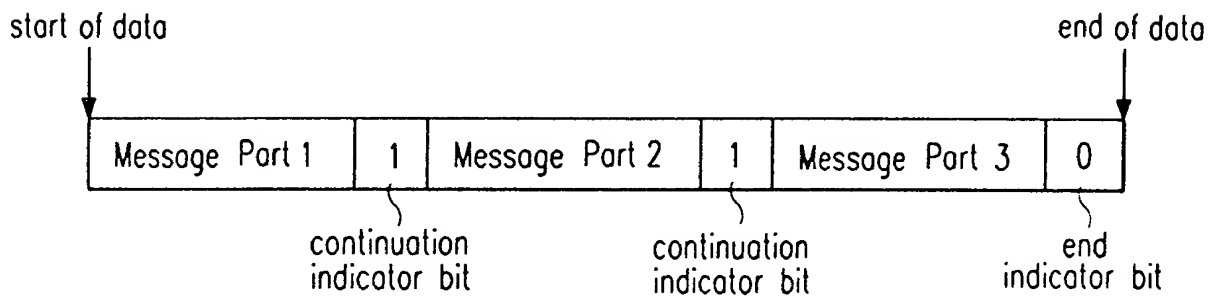 start of data
end of data
Message Part 1 1 Message Part 2 1 Message Part 3 0
continuation
indicator bit
continuation
indicator bit
end
indicator bit